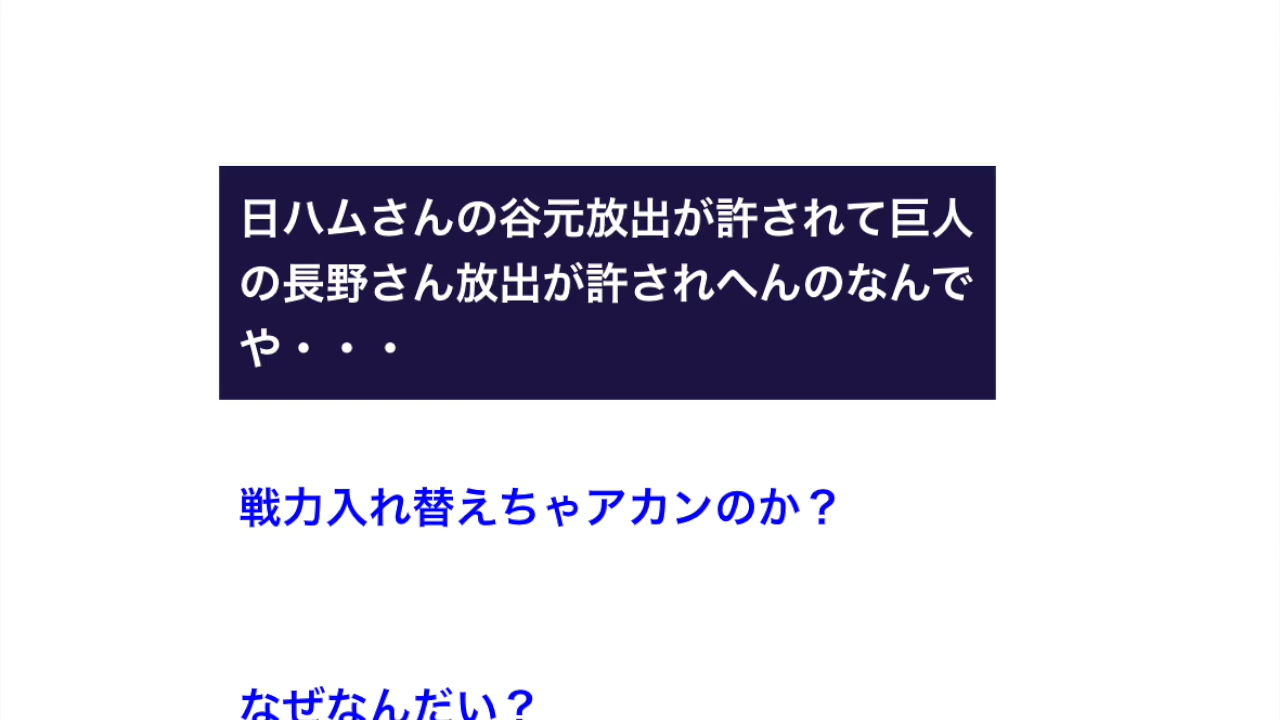 日ハムさんの谷元放出が許されて巨人
の長野さん放出が許されへんのなんで
や・・・
戦力入れ替えちゃアカンのか？
なぜなんだい？